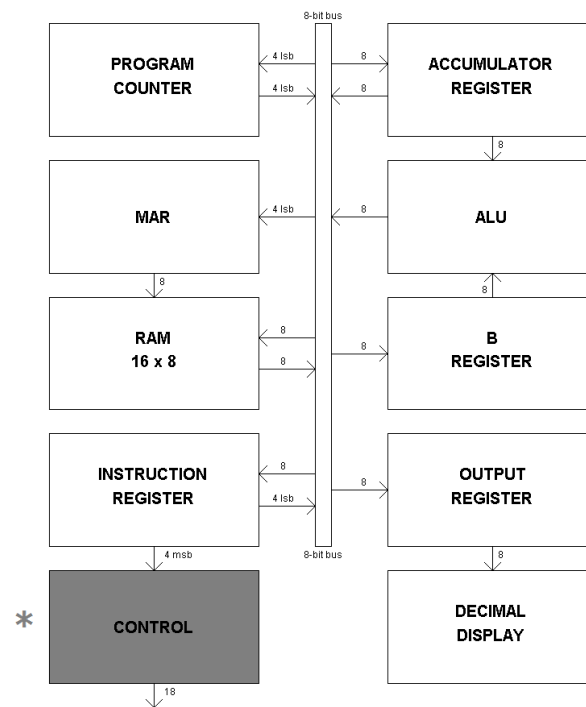 8-bit bus
PROGRAM
COUNTER
4 lsb
4 lsb
8
8
ACCUMULATOR
REGISTER
8
MAR
4 lsb
8
ALU
8
8
RAM
16 x 8
8
8
8
B
REGISTER
INSTRUCTION
REGISTER
8
4 lsb
8
OUTPUT
REGISTER
4 msb
8-bit bus
8
*
CONTROL
DECIMAL
DISPLAY
18